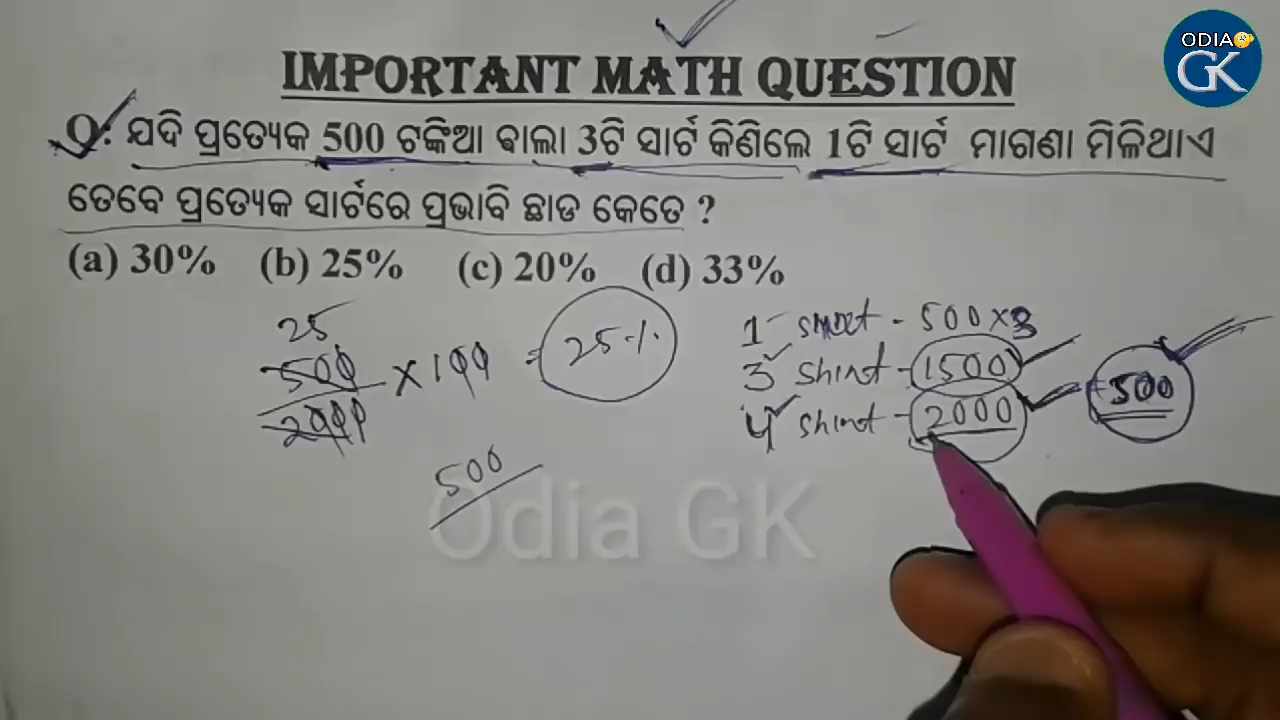 ODIA
GK
IMPORTANT MATH QUESTION
Q: ଯଦି ପ୍ରତ୍ୟେକ 500 ଟଙ୍କିଆ ଵାଲା 3ଟି ସାର୍ଟ କିଣିଲେ 1ଟି ସାର୍ଟ ମାଗଣା ମିଳିଥାଏ
ତେବେ ପ୍ରତ୍ୟେକ ସାର୍ଟରେ ପ୍ରଭାବି ଛାଡ କେତେ ?
(a) 30% (b) 25% (c) 20% (d) 33%
25
500
2000
× 100 = 25%
1 - - 500×3
3 Shirt - 1500
4 Shirt - 2000
500
500
Odia GK